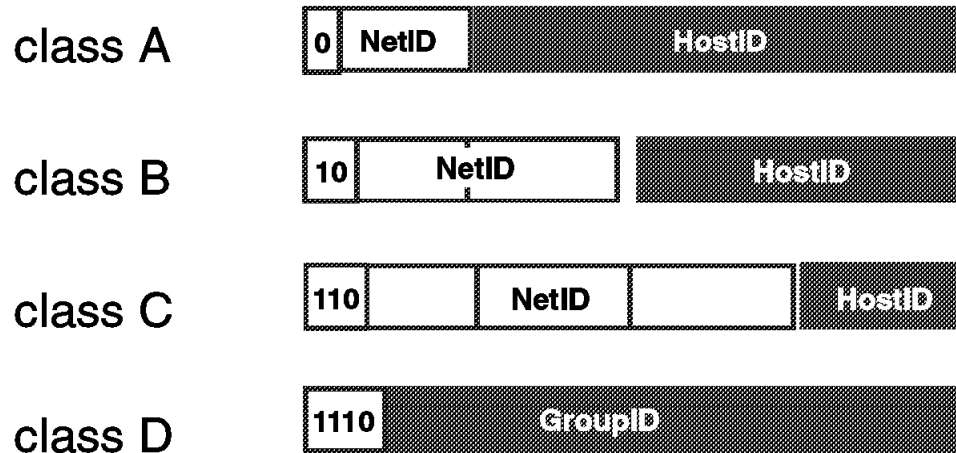 class A 0 NetID HostID
class B 10 NetID HostID
class C 110 NetID HostID
class D 1110 GroupID